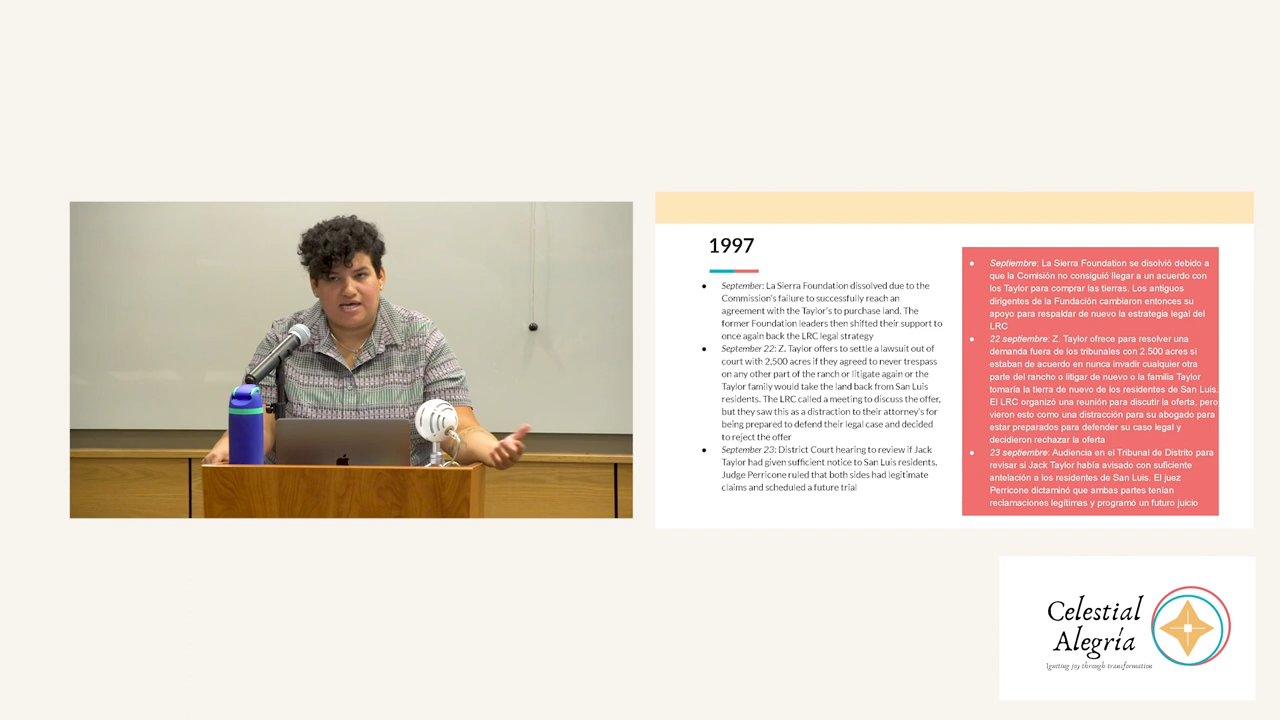 1997
● September: La Sierra Foundation dissolved due to the
Commission's failure to successfully reach an
agreement with the Taylor's to purchase land. The
former Foundation leaders then shifted their support to
once again back the LRC legal strategy
● September 22: Z. Taylor offers to settle a lawsuit out of
court with 2,500 acres if they agreed to never trespass
on any other part of the ranch or litigate again or the
Taylor family would take the land back from San Luis
residents. The LRC called a meeting to discuss the offer,
but they saw this as a distraction to their attorney's for
being prepared to defend their legal case and decided
to reject the offer
● September 23: District Court hearing to review if Jack
Taylor had given sufficient notice to San Luis residents.
Judge Perricone ruled that both sides had legitimate
claims and scheduled a future trial
● Septiembre: La Sierra Foundation se disolvió debido a
que la Comisión no consiguió llegar a un acuerdo con
los Taylor para comprar las tierras. Los antiguos
dirigentes de la Fundación cambiaron entonces su
apoyo para respaldar de nuevo la estrategia legal del
LRC
● 22 septiembre: Z. Taylor ofrece para resolver una
demanda fuera de los tribunales con 2.500 acres si
estaban de acuerdo en nunca invadir cualquier otra
parte del rancho o litigar de nuevo o la familia Taylor
tomaría la tierra de nuevo de los residentes de San Luis.
El LRC organizó una reunión para discutir la oferta, pero
vieron esto como una distracción para su abogado para
estar preparados para defender su caso legal y
decidieron rechazar la oferta
● 23 septiembre: Audiencia en el Tribunal de Distrito para
revisar si Jack Taylor había avisado con suficiente
antelación a los residentes de San Luis. El juez
Perricone dictaminó que ambas partes tenían
reclamaciones legítimas y programó un futuro juicio
Celestial
Alegría
Igniting joy through transformation